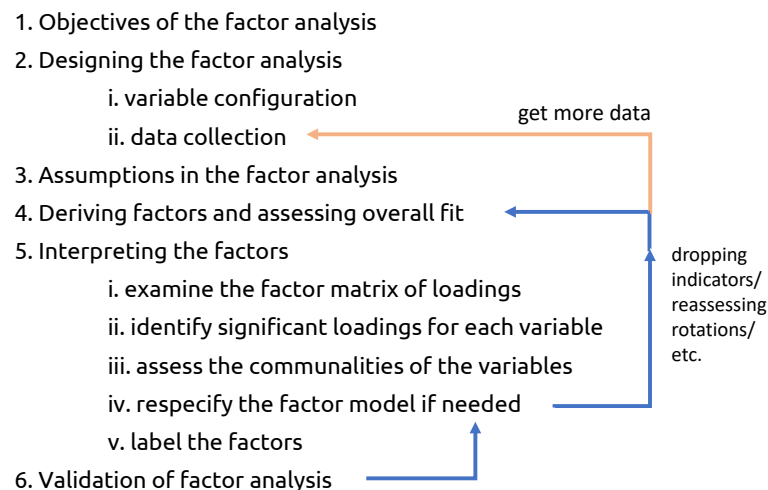 1. Objectives of the factor analysis
2. Designing the factor analysis
i. variable configuration
get more data
ii. data collection
3. Assumptions in the factor analysis
4. Deriving factors and assessing overall fit
5. Interpreting the factors
dropping
indicators/
reassessing
rotations/
etc.
i. examine the factor matrix of loadings
ii. identify significant loadings for each variable
iii. assess the communalities of the variables
iv. respecify the factor model if needed
v. label the factors
6. Validation of factor analysis